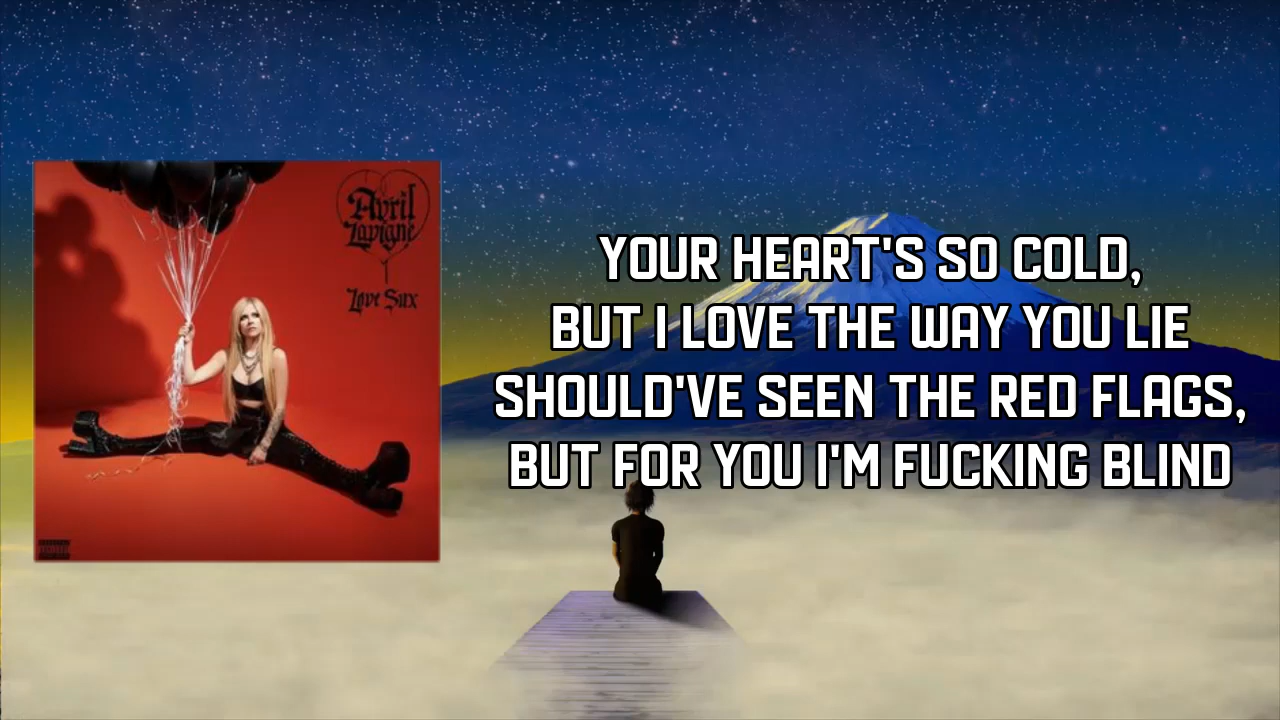 Avril
Lavigne
Love Sux
YOUR HEART'S SO COLD,
BUT I LOVE THE WAY YOU LIE
SHOULD'VE SEEN THE RED FLAGS,
BUT FOR YOU I'M FUCKING BLIND